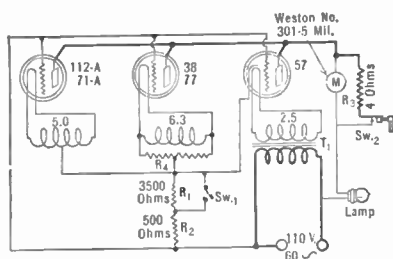 Weston No.
301-5 Mil.
112-A
71-A
38
77
57
M
R3
4 Ohms
Sw.2
5.0
6.3
2.5
R4
T1
3500
Ohms
R1
Sw.1
500
Ohms
R2
Lamp
110 V.
60